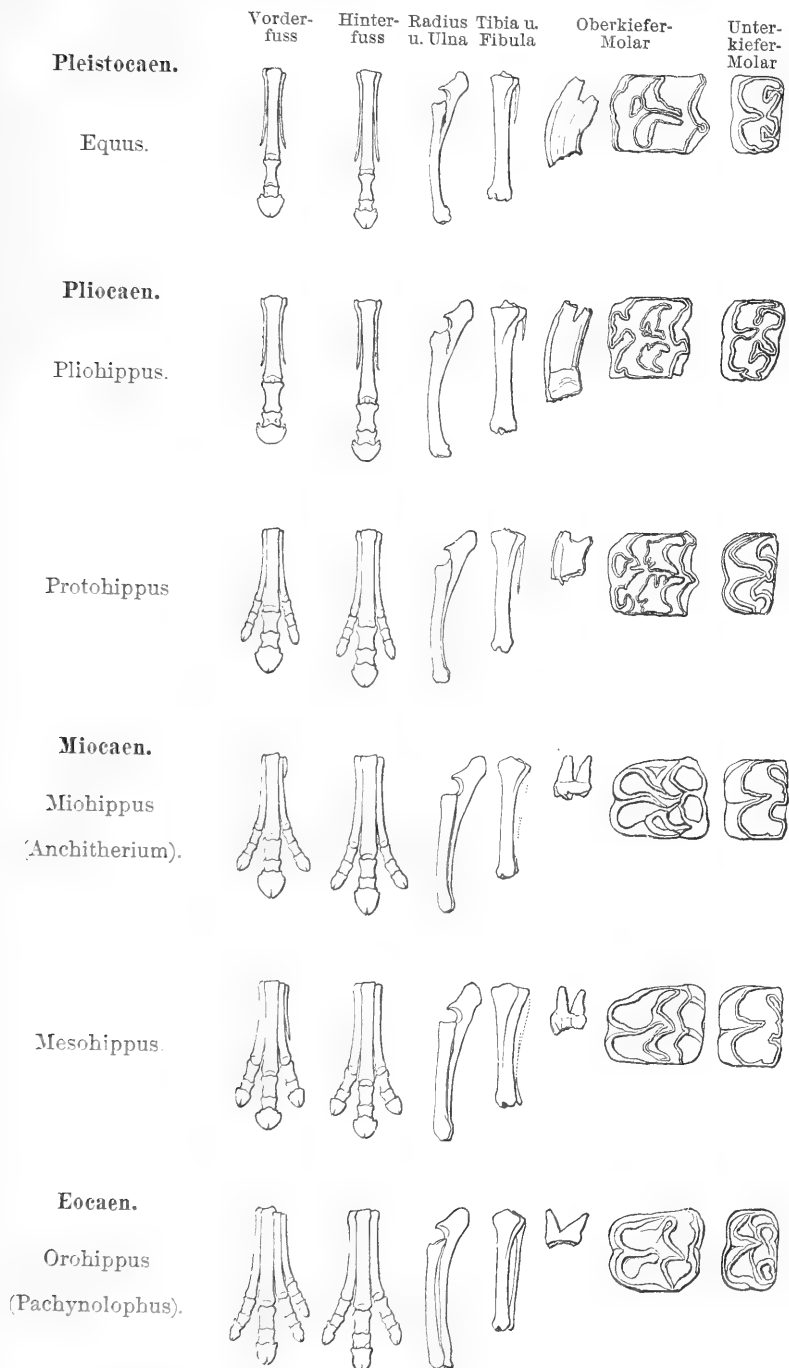 Vorder-
fuss
Hinter-
fuss
Radius
u. Ulna
Tibia u.
Fibula
Oberkiefer-
Molar
Unter-
kiefer-
Molar
Pleistocaen.
Equus.
Pliocaen.
Pliohippus.
Protohippus
Miocaen.
Miohippus
(Anchitherium).
Mesohippus.
Eocaen.
Orohippus
(Pachynolophus).